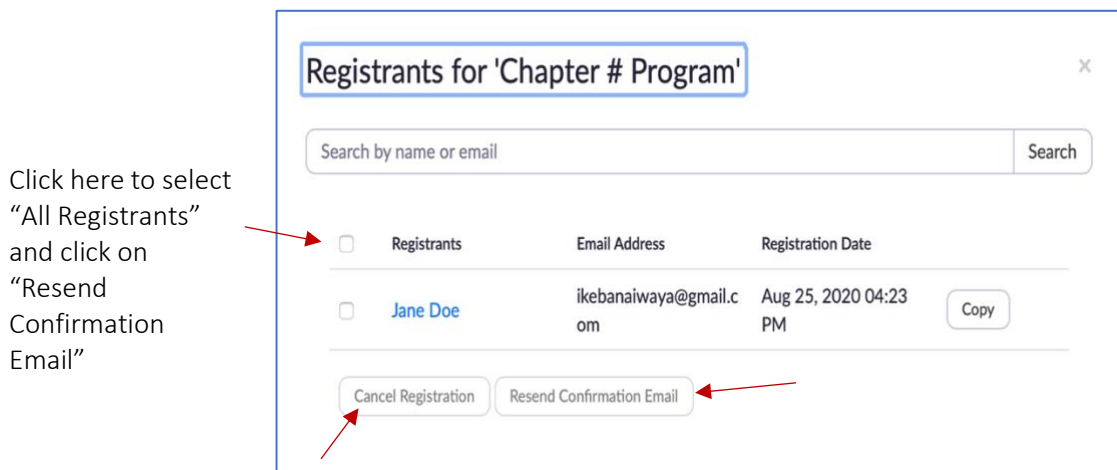 Registrants for 'Chapter # Program'
×
Search by name or email
Search
Click here to select
“All Registrants”
and click on
“Resend
Confirmation
Email”
Registrants Email Address Registration Date
Jane Doe ikebanaiwaya@gmail.c Aug 25, 2020 04:23 Copy
om PM
Cancel Registration Resend Confirmation Email